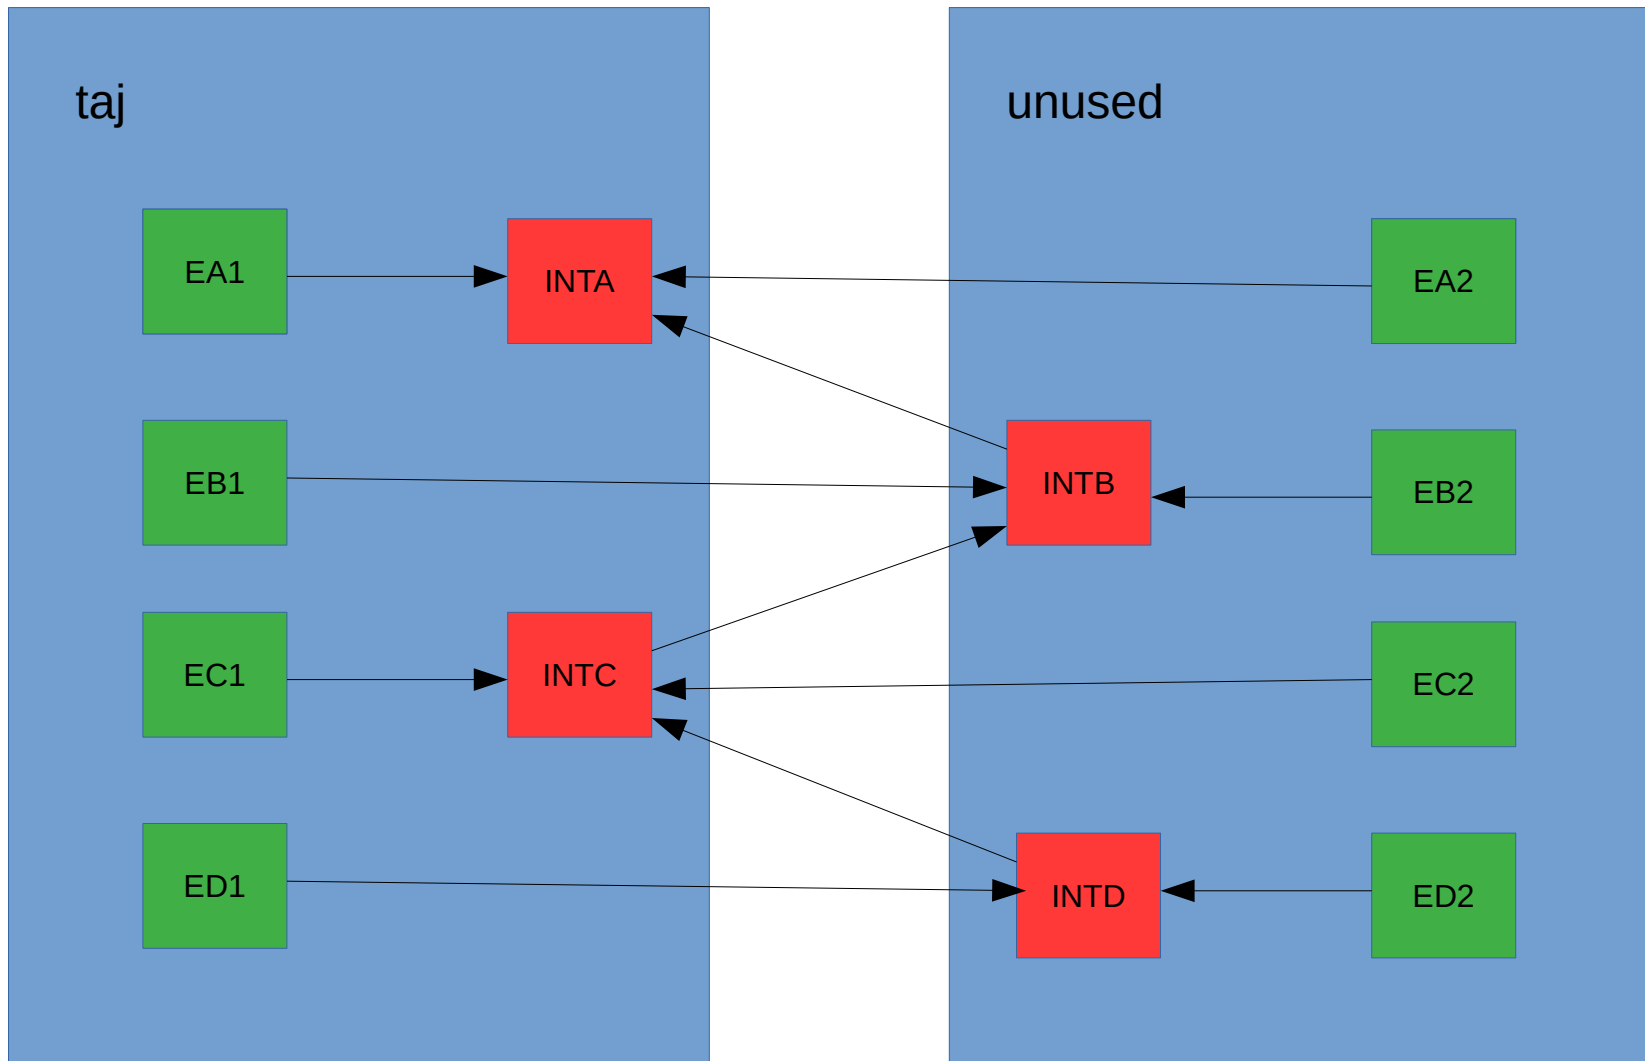 taj
unused
EA1
INTA
EA2
EB1
INTB
EB2
EC1
INTC
EC2
ED1
INTD
ED2